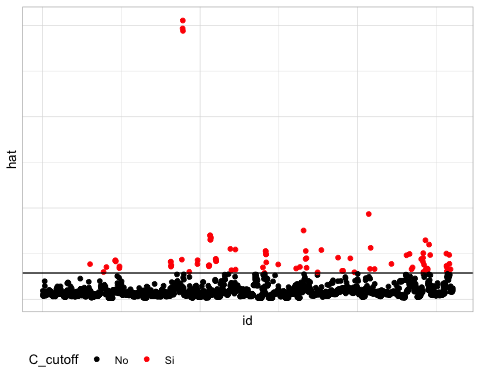 hat
id
C_cutoff No Si